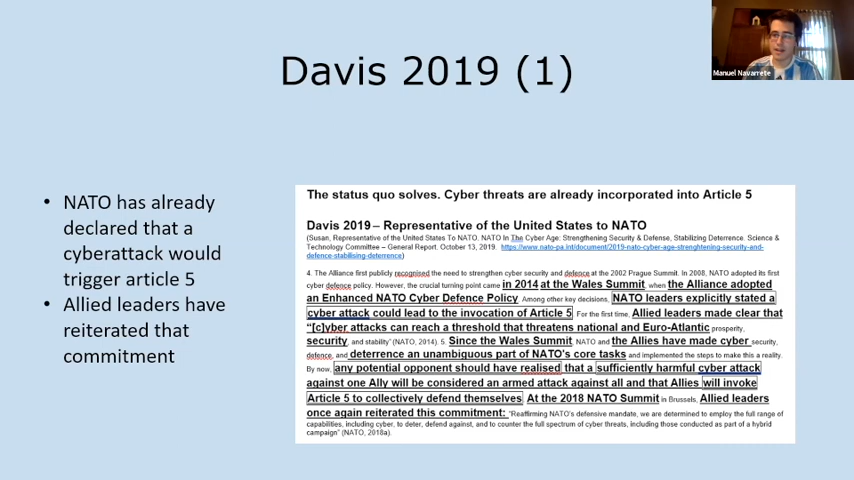 Davis 2019 (1)
Manuel Navarrete
• NATO has already
declared that a
cyberattack would
trigger article 5
• Allied leaders have
reiterated that
commitment
The status quo solves. Cyber threats are already incorporated into Article 5
Davis 2019 – Representative of the United States to NATO
(Susan, Representative of the United States To NATO. NATO In The Cyber Age: Strengthening Security & Defense, Stabilizing Deterrence. Science &
Technology Committee – General Report. October 13, 2019. https://www.nato-pa.int/document/2019-nato-cyber-age-strenghtening-security-and-
defence-stabilising-deterrence)
4. The Alliance first publicly recognised the need to strengthen cyber security and defence at the 2002 Prague Summit. In 2008, NATO adopted its first
cyber defence policy. However, the crucial turning point came in 2014 at the Wales Summit, when the Alliance adopted
an Enhanced NATO Cyber Defence Policy. Among other key decisions, NATO leaders explicitly stated a
cyber attack could lead to the invocation of Article 5. For the first time, Allied leaders made clear that
"[c]yber attacks can reach a threshold that threatens national and Euro-Atlantic prosperity,
security, and stability" (NATO, 2014). 5. Since the Wales Summit, NATO and the Allies have made cyber security,
defence, and deterrence an unambiguous part of NATO's core tasks and implemented the steps to make this a reality.
By now, any potential opponent should have realised that a sufficiently harmful cyber attack
against one Ally will be considered an armed attack against all and that Allies will invoke
Article 5 to collectively defend themselves. At the 2018 NATO Summit in Brussels, Allied leaders
once again reiterated this commitment: "Reaffirming NATO's defensive mandate, we are determined to employ the full range of
capabilities, including cyber, to deter, defend against, and to counter the full spectrum of cyber threats, including those conducted as part of a hybrid
campaign" (NATO, 2018a).